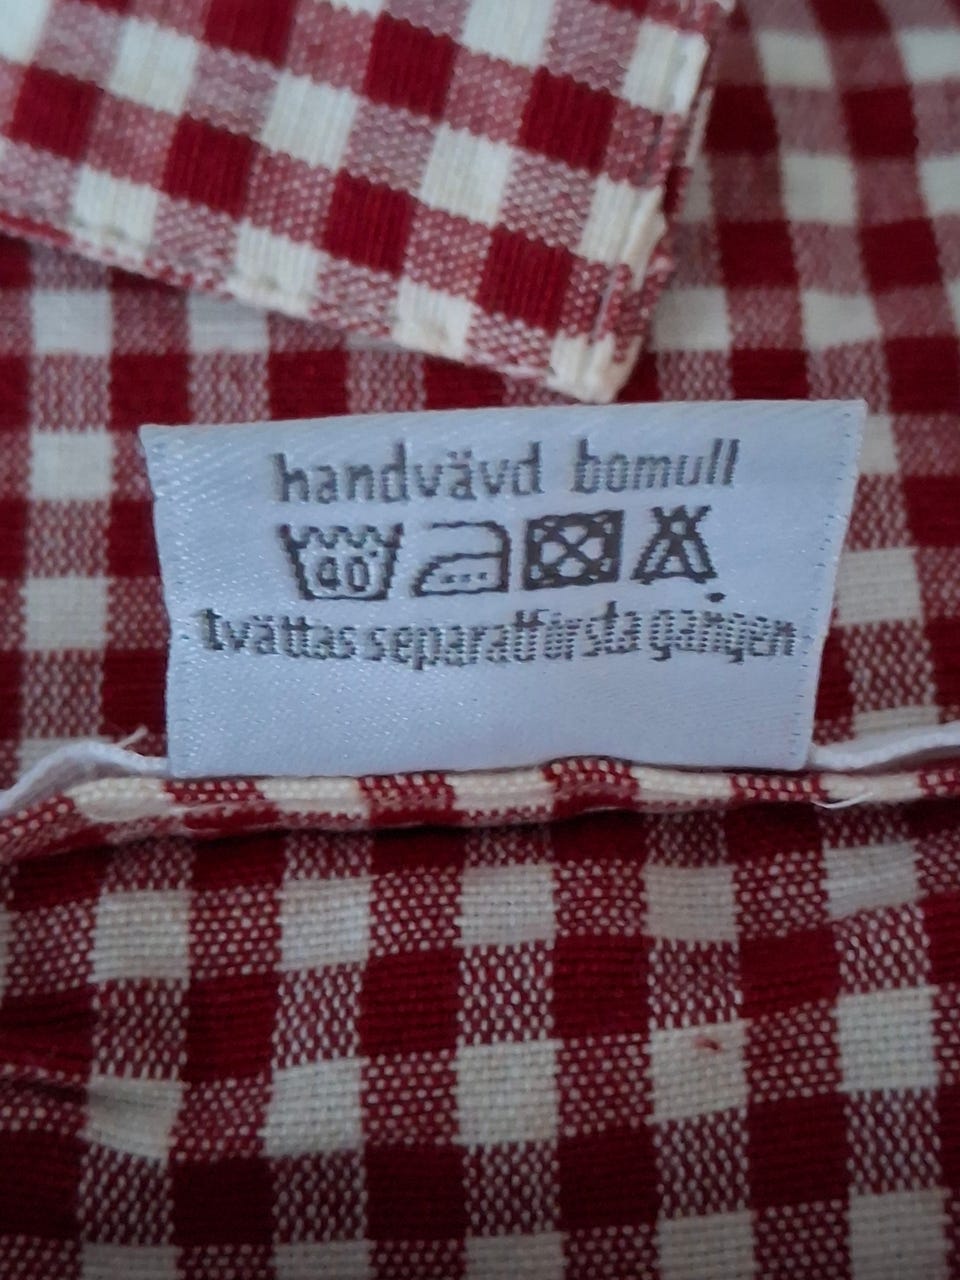 handvävd bomull
40°
tvättas separat första gången